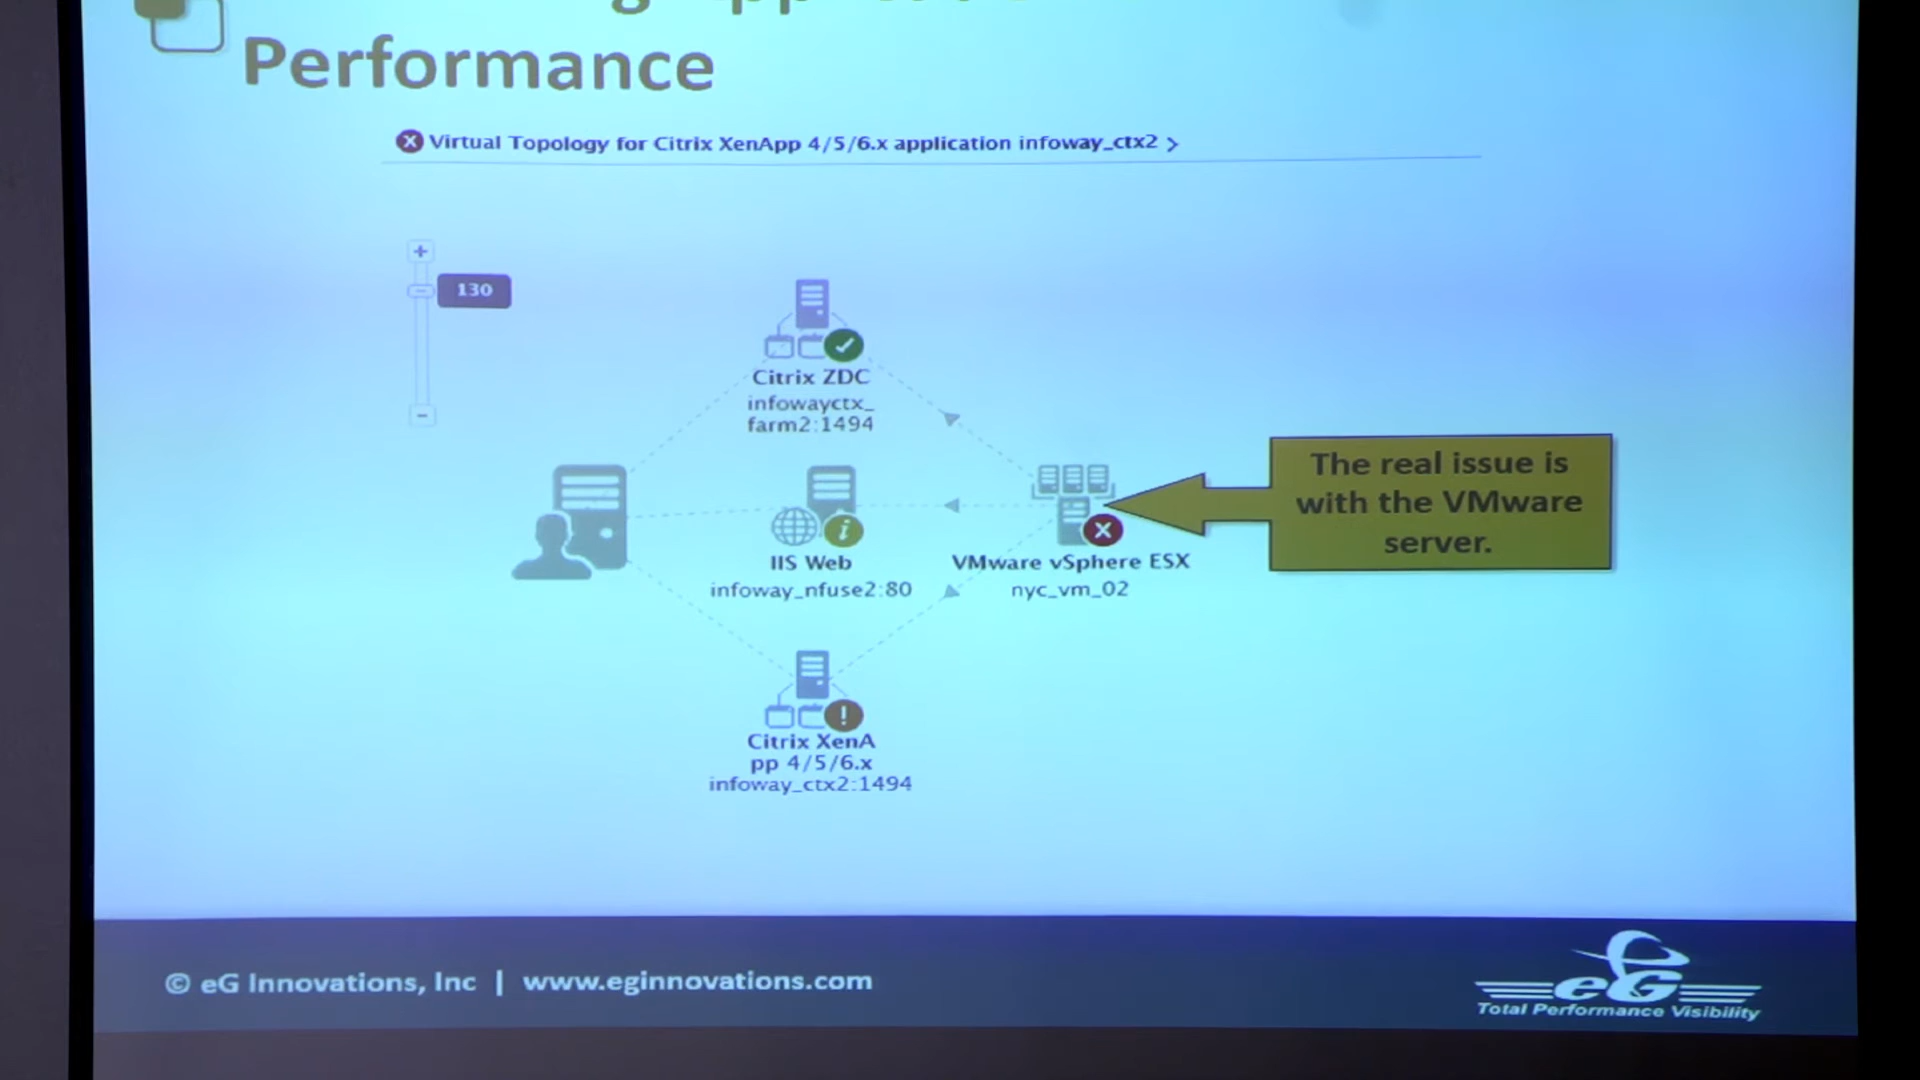 Performance
Virtual Topology for Citrix XenApp 4/5/6.x application infoway_ctx2 >
130
Citrix ZDC
infowayctx_
farm2:1494
The real issue is
with the VMware
server.
IIS Web
infoway_nfuse2:80
VMware vSphere ESX
nyc_vm_02
Citrix XenA
pp 4/5/6.x
infoway_ctx2:1494
© eG Innovations, Inc | www.eginnovations.com
eG
Total Performance Visibility